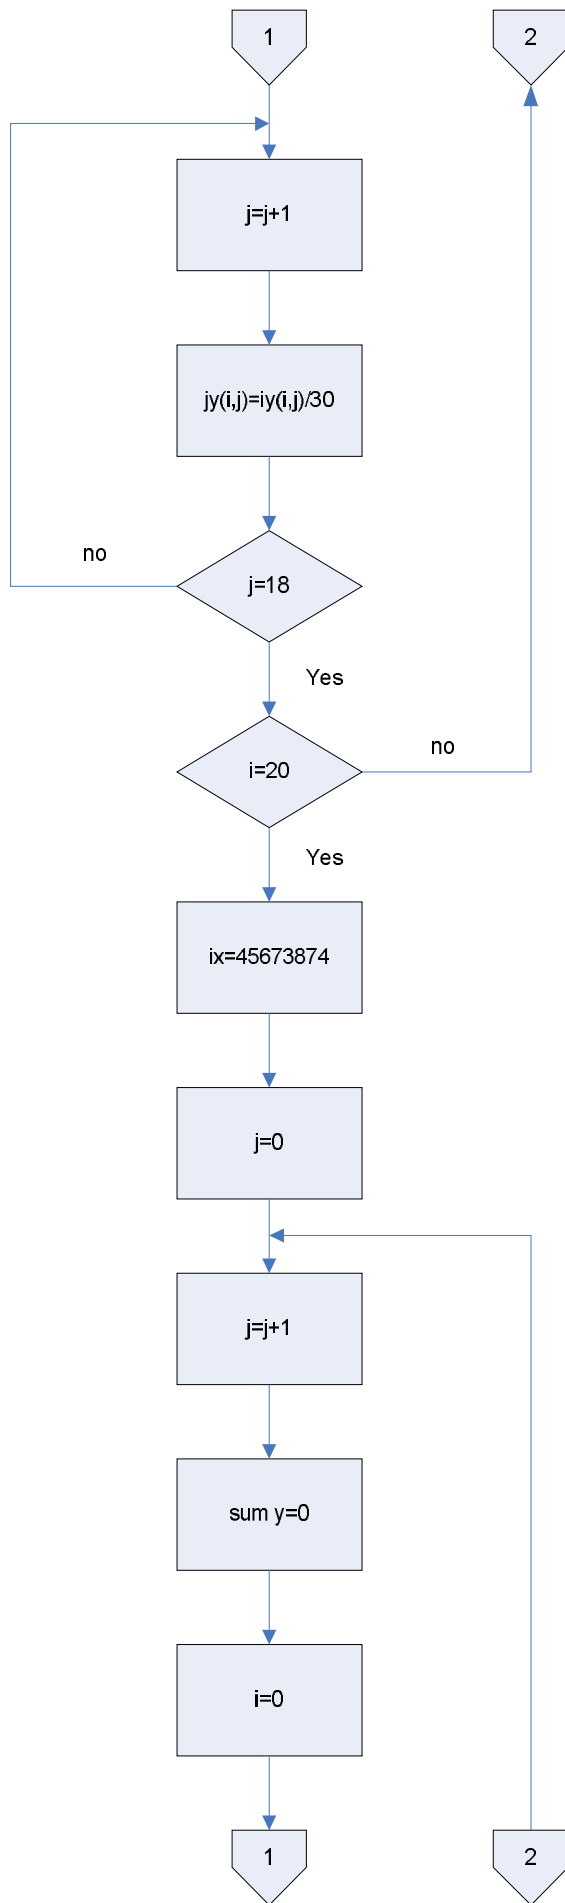 1
2
j=j+1
jy(i,j)=iy(i,j)/30
no
j=18
Yes
i=20
no
Yes
ix=45673874
j=0
j=j+1
sum y=0
i=0
1
2